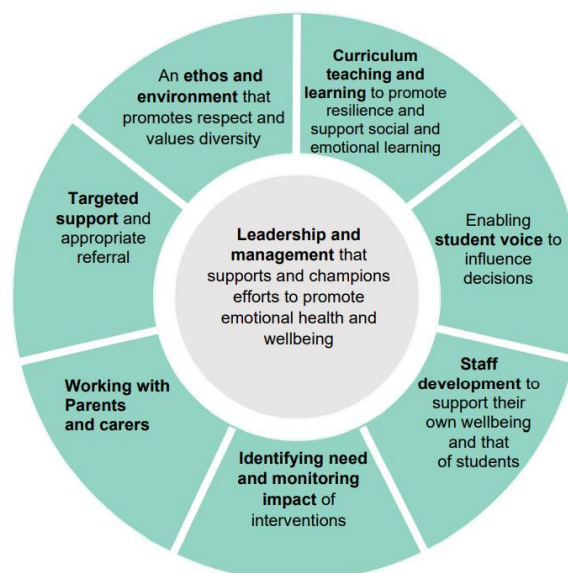 An ethos and
environment that
promotes respect and
values diversity
Curriculum
teaching and
learning to promote
resilience and
support social and
emotional learning
Enabling
student voice to
influence
decisions
Staff
development to
support their
own wellbeing
and that
of students
Identifying need
and monitoring
impact of
interventions
Working with
Parents
and carers
Targeted
support and
appropriate
referral
Leadership and
management that
supports and champions
efforts to promote
emotional health and
wellbeing